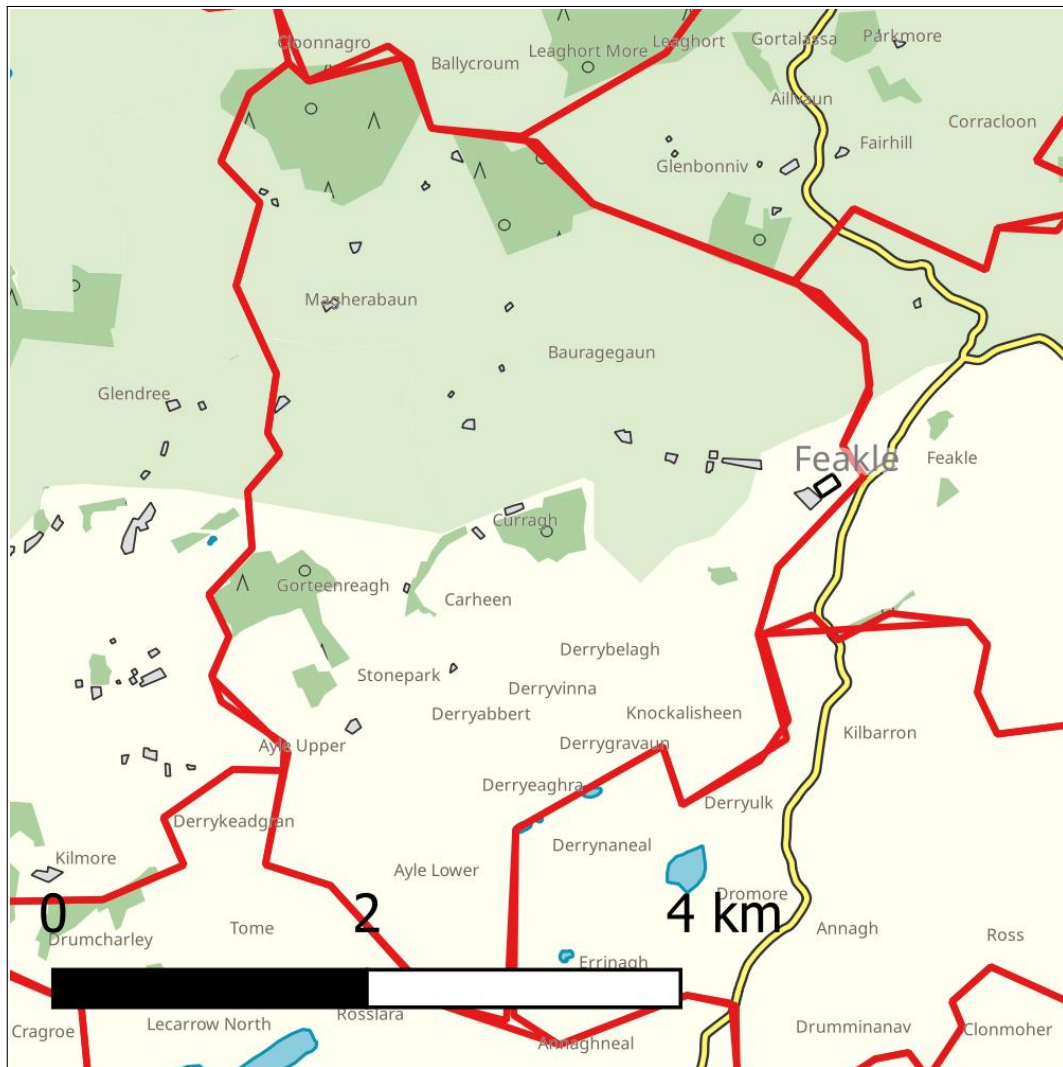 Cloonnagro
Ballycroum
Leaghort More
Leaghort
Gortalassa
Parkmore
Aillvaun
Corracloon
Fairhill
Glenbonniv
Magherabaun
Bauragegaun
Glendree
Feakle
Feakle
Curragh
Gorteenreagh
Carheen
Derrybelagh
Stonepark
Derryvinna
Derryabbert
Knockalisheen
Kilbarron
Ayle Upper
Derrygravaun
Derryeaghra
Derryulk
Derrykeadgran
Derrynaneal
Kilmore
Ayle Lower
Dromore
0 2 4 km
Tome
Annagh
Ross
Drumcharley
Errinagh
Cragroe
Lecarrow North
Rosslara
Annaghneal
Drumminanav
Clonmoher